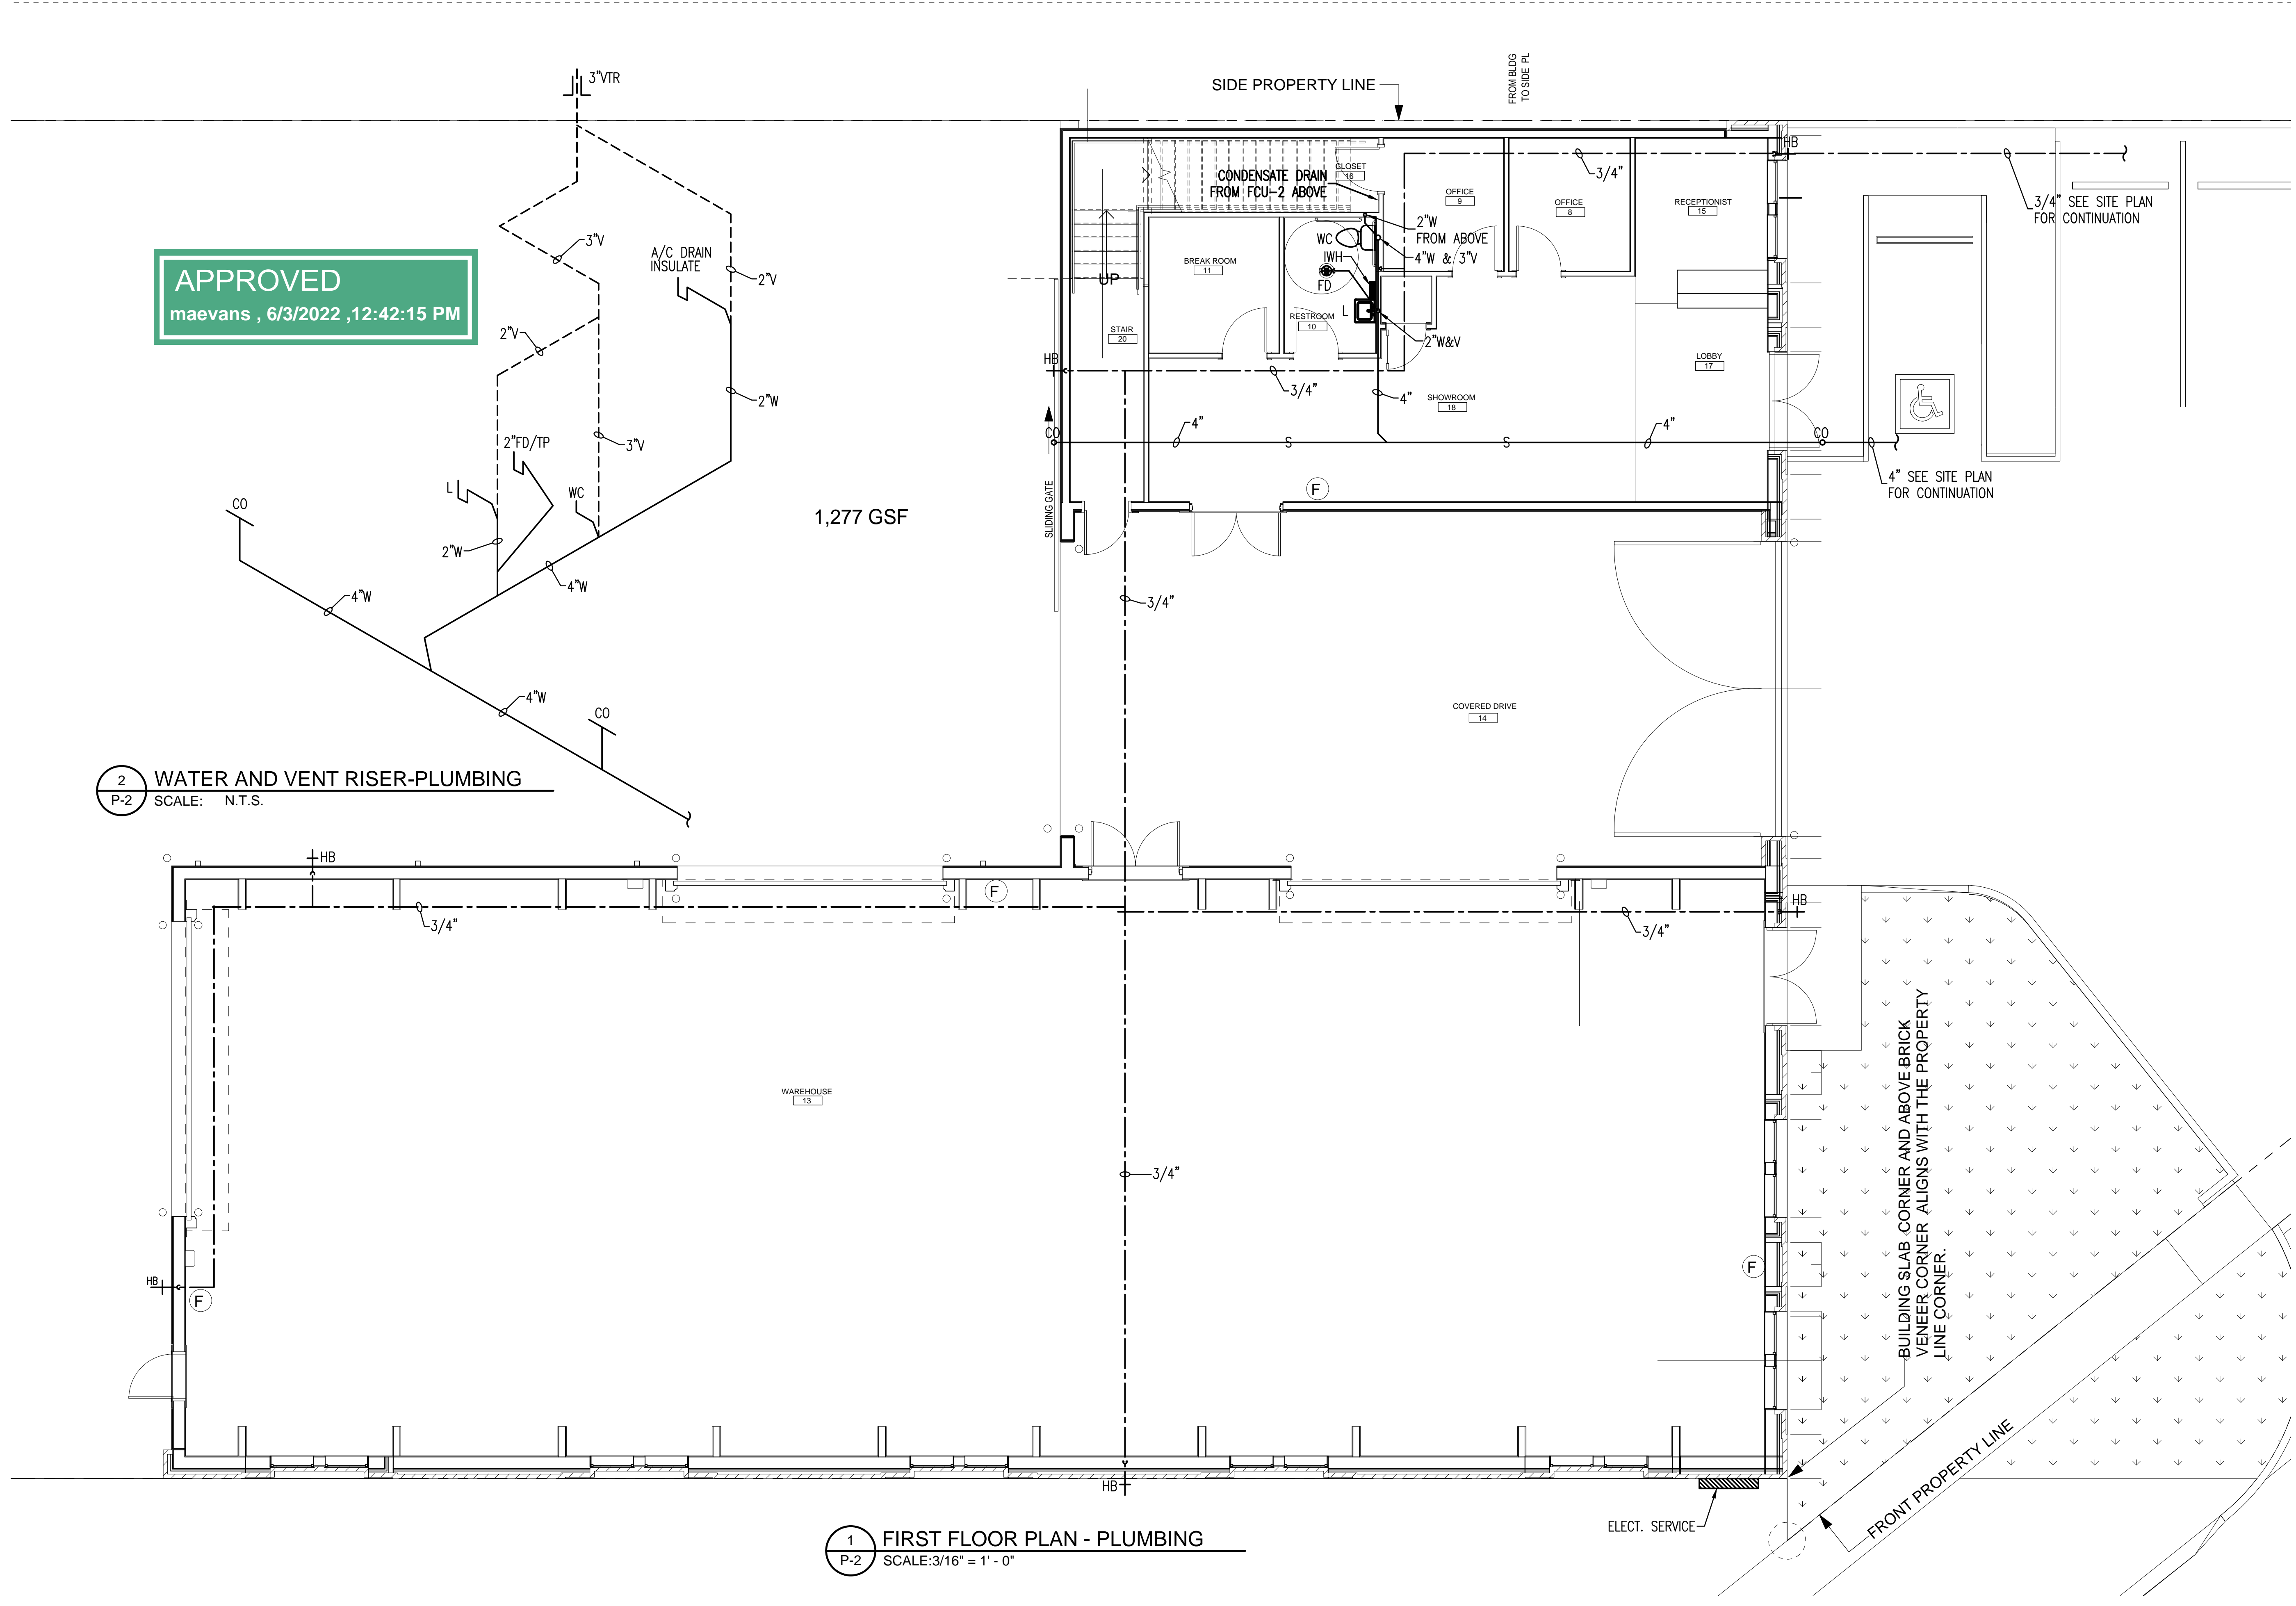 3"VTR
3"V
2"V
A/C DRAIN
INSULATE
2"V
2"W
3"V
2"FD/TP
L
WC
CO
2"W
4"W
4"W
4"W
CO
APPROVED
maevans , 6/3/2022 ,12:42:15 PM
1,277 GSF
2
P-2
WATER AND VENT RISER-PLUMBING
SCALE: N.T.S.
SIDE PROPERTY LINE
FROM BLDG
TO SIDE PL
HB
3/4"
3/4" SEE SITE PLAN
FOR CONTINUATION
CLOSET
16
CONDENSATE DRAIN
FROM FCU-2 ABOVE
OFFICE
9
OFFICE
8
RECEPTIONIST
15
2"W
FROM ABOVE
4"W & 3"V
WC
IWH
FD
L
BREAK ROOM
11
RESTROOM
10
2"W&V
UP
STAIR
20
LOBBY
17
HB
3/4"
4"
SHOWROOM
18
CO
4"
S
S
4"
CO
4" SEE SITE PLAN
FOR CONTINUATION
SLIDING GATE
F
3/4"
COVERED DRIVE
14
HB
3/4"
F
HB
3/4"
WAREHOUSE
13
3/4"
HB
F
F
BUILDING SLAB CORNER AND ABOVE BRICK
VENEER CORNER ALIGNS WITH THE PROPERTY
LINE CORNER.
HB
ELECT. SERVICE
FRONT PROPERTY LINE
1
P-2
FIRST FLOOR PLAN - PLUMBING
SCALE:3/16" = 1' - 0"